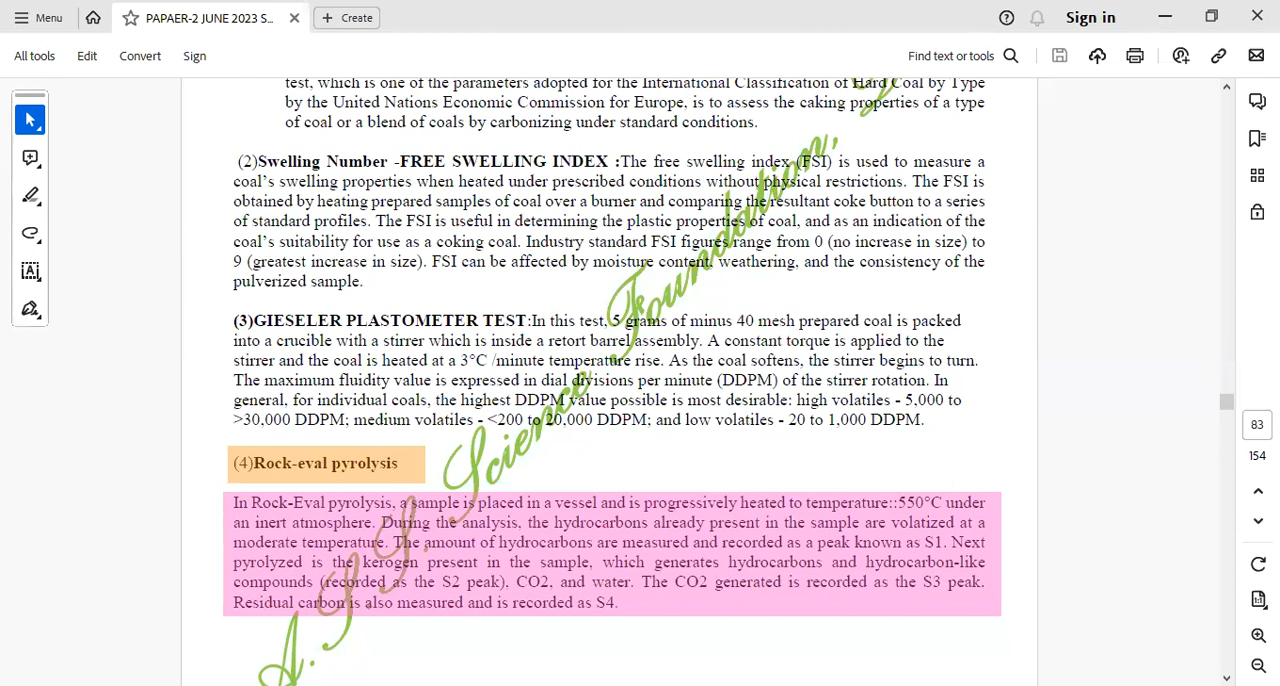 Menu
PAPAER-2 JUNE 2023 S...
Create
Sign in
All tools
Edit
Convert
Sign
Find text or tools
test, which is one of the parameters adopted for the International Classification of Hard Coal by Type
by the United Nations Economic Commission for Europe, is to assess the caking properties of a type
of coal or a blend of coals by carbonizing under standard conditions.
(2)Swelling Number -FREE SWELLING INDEX :The free swelling index (FSI) is used to measure a
coal's swelling properties when heated under prescribed conditions without physical restrictions. The FSI is
obtained by heating prepared samples of coal over a burner and comparing the resultant coke button to a series
of standard profiles. The FSI is useful in determining the plastic properties of coal, and as an indication of the
coal's suitability for use as a coking coal. Industry standard FSI figures range from 0 (no increase in size) to
9 (greatest increase in size). FSI can be affected by moisture content, weathering, and the consistency of the
pulverized sample.
(3)GIESELER PLASTOMETER TEST:In this test, 5 grams of minus 40 mesh prepared coal is packed
into a crucible with a stirrer which is inside a retort barrel assembly. A constant torque is applied to the
stirrer and the coal is heated at a 3°C /minute temperature rise. As the coal softens, the stirrer begins to turn.
The maximum fluidity value is expressed in dial divisions per minute (DDPM) of the stirrer rotation. In
general, for individual coals, the highest DDPM value possible is most desirable: high volatiles - 5,000 to
>30,000 DDPM; medium volatiles - <200 to 20,000 DDPM; and low volatiles - 20 to 1,000 DDPM.
(4)Rock-eval pyrolysis
In Rock-Eval pyrolysis, a sample is placed in a vessel and is progressively heated to temperature::550°C under
an inert atmosphere. During the analysis, the hydrocarbons already present in the sample are volatized at a
moderate temperature. The amount of hydrocarbons are measured and recorded as a peak known as S1. Next
pyrolyzed is the kerogen present in the sample, which generates hydrocarbons and hydrocarbon-like
compounds (recorded as the S2 peak), CO2, and water. The CO2 generated is recorded as the S3 peak.
Residual carbon is also measured and is recorded as S4.
A.S.S. Science Foundation,
83
154